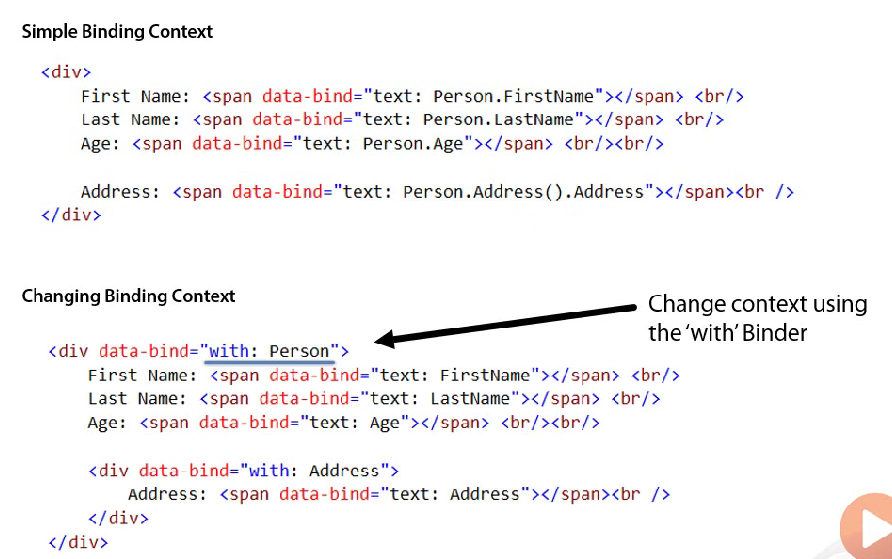 Simple Binding Context
<div>
First Name: <span data-bind="text: Person.FirstName"></span> <br/>
Last Name: <span data-bind="text: Person.LastName"></span> <br/>
Age: <span data-bind="text: Person.Age"></span> <br/><br/>
Address: <span data-bind="text: Person.Address().Address"></span><br />
</div>
Changing Binding Context
Change context using
the ‘with’ Binder
<div data-bind="with: Person">
First Name: <span data-bind="text: FirstName"></span> <br/>
Last Name: <span data-bind="text: LastName"></span> <br/>
Age: <span data-bind="text: Age"></span> <br/><br/>
<div data-bind="with: Address">
Address: <span data-bind="text: Address"></span><br />
</div>
</div>